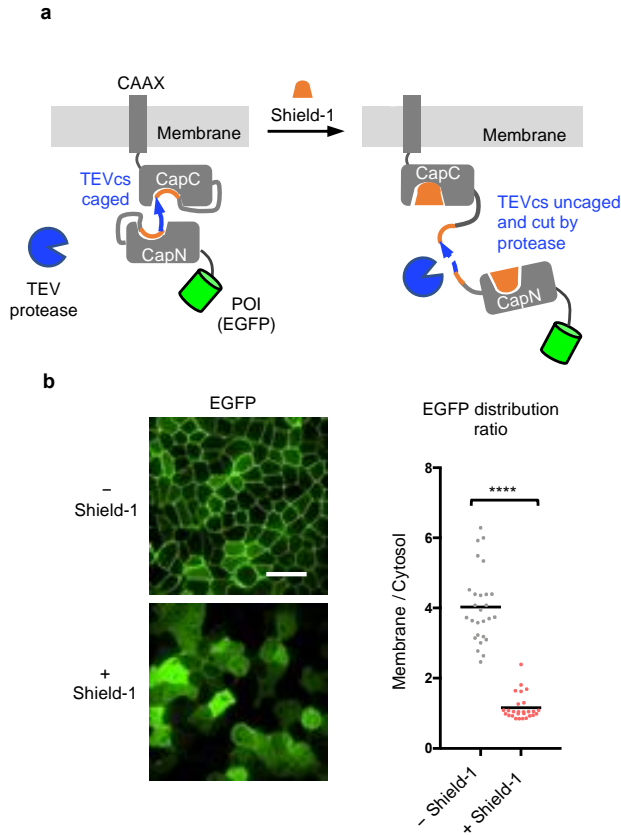 a
CAAX
Membrane
Shield-1
Membrane
TEVcs
caged
CapC
CapN
TEV
protease
POI
(EGFP)
CapC
TEVcs uncaged
and cut by
protease
CapN
b
EGFP
–
Shield-1
+
Shield-1
EGFP distribution
ratio
Membrane / Cytosol
8
6
4
2
0
****
– Shield-1
+ Shield-1